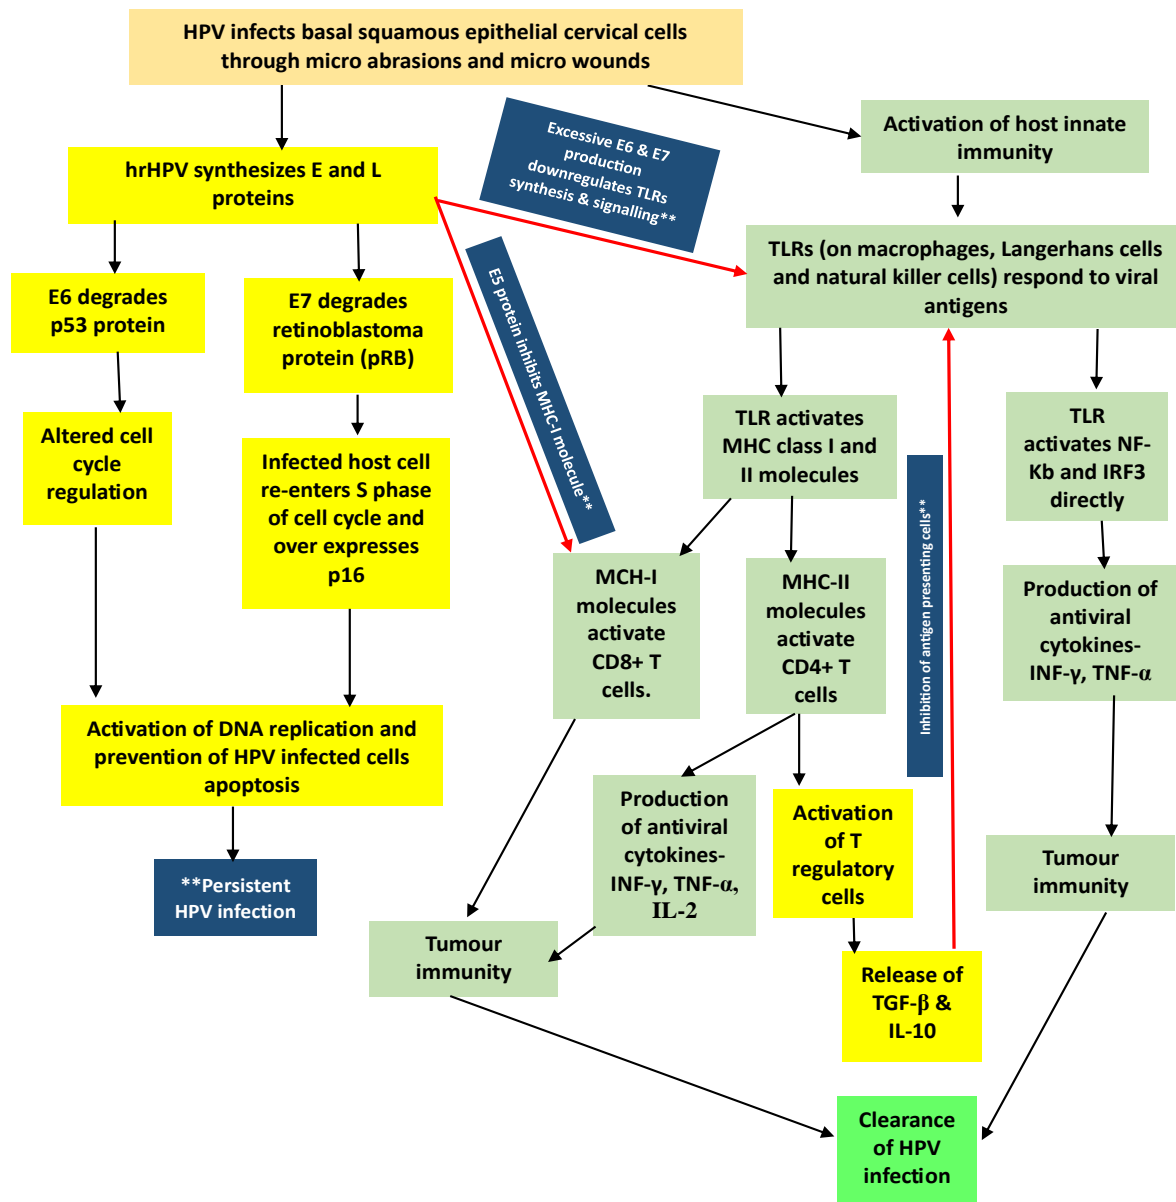 HPV infects basal squamous epithelial cervical cells
through micro abrasions and micro wounds
Activation of host innate
immunity
Excessive E6 & E7
production
downregulates TLRs
synthesis & signalling**
hrHPV synthesizes E and L
proteins
TLRs (on macrophages, Langerhans cells
and natural killer cells) respond to viral
antigens
E5 protein inhibits MHC-I molecule**
E6 degrades
p53 protein
E7 degrades
retinoblastoma
protein (pRB)
TLR activates
MHC class I and
II molecules
TLR
activates NF-
Kb and IRF3
directly
Altered cell
cycle
regulation
Infected host cell
re-enters S phase
of cell cycle and
over expresses
p16
Inhibition of antigen presenting cells**
MCH-I
molecules
activate
CD8+ T
cells.
MHC-II
molecules
activate
CD4+ T
cells
Production of
antiviral
cytokines-
INF-γ, TNF-α
Activation of DNA replication and
prevention of HPV infected cells
apoptosis
Production
of antiviral
cytokines-
INF-γ, TNF-α,
IL-2
Activation
of T
regulatory
cells
Tumour
immunity
**Persistent
HPV infection
Tumour
immunity
Release of
TGF-β &
IL-10
Clearance
of HPV
infection